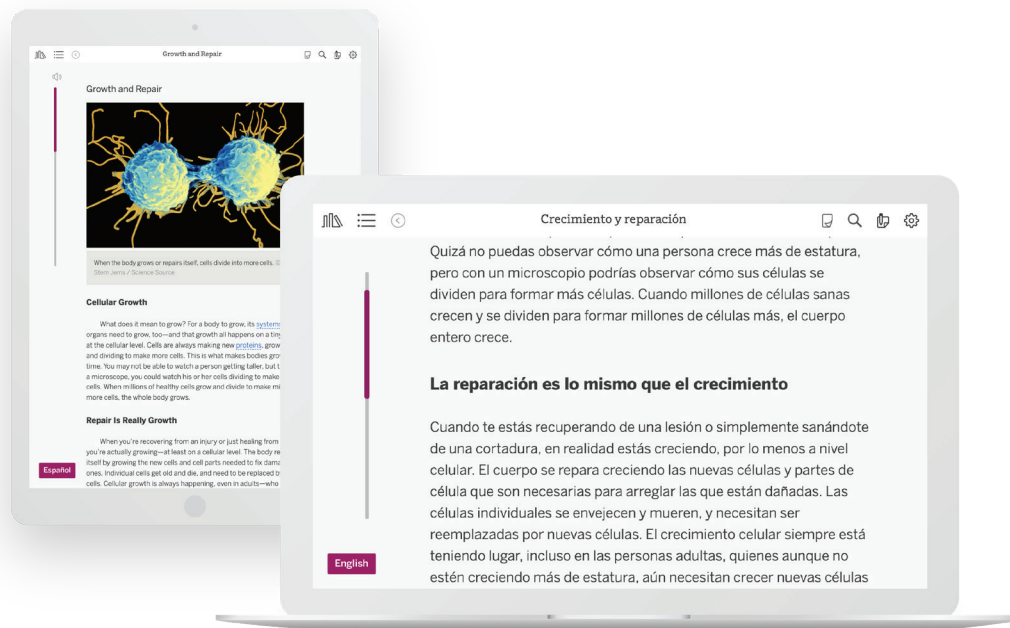 Growth and Repair
Growth and Repair
When the body grows or repairs itself, cells divide into more cells. ©
Stem Jems / Science Source
Cellular Growth
What does it mean to grow? For a body to grow, its systems
organs need to grow, too—and that growth all happens on a tiny
at the cellular level. Cells are always making new proteins, grow
and dividing to make more cells. This is what makes bodies gro
time. You may not be able to watch a person getting taller, but
a microscope, you could watch his or her cells dividing to make
cells. When millions of healthy cells grow and divide to make mi
more cells, the whole body grows.
Repair Is Really Growth
When you're recovering from an injury or just healing from
you're actually growing—at least on a cellular level. The body re
itself by growing the new cells and cell parts needed to fix dama
ones. Individual cells get old and die, and need to be replaced b
cells. Cellular growth is always happening, even in adults—who
Español
Crecimiento y reparación
Quizá no puedas observar cómo una persona crece más de estatura,
pero con un microscopio podrías observar cómo sus células se
dividen para formar más células. Cuando millones de células sanas
crecen y se dividen para formar millones de células más, el cuerpo
entero crece.
La reparación es lo mismo que el crecimiento
Cuando te estás recuperando de una lesión o simplemente sanándote
de una cortadura, en realidad estás creciendo, por lo menos a nivel
celular. El cuerpo se repara creciendo las nuevas células y partes de
célula que son necesarias para arreglar las que están dañadas. Las
células individuales se envejecen y mueren, y necesitan ser
reemplazadas por nuevas células. El crecimiento celular siempre está
teniendo lugar, incluso en las personas adultas, quienes aunque no
estén creciendo más de estatura, aún necesitan crecer nuevas células
English